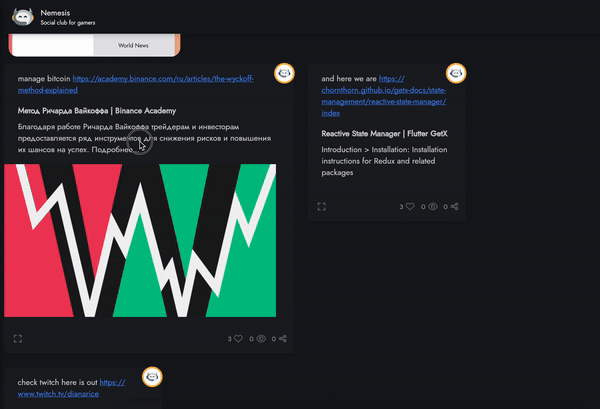 Nemesis
Social club for gamers
World News
manage bitcoin https://academy.binance.com/ru/articles/the-wyckoff-
method-explained
Метод Ричарда Вайкоффа | Binance Academy
Благодаря работе Ричарда Вайкоффа трейдерам и инвесторам
предоставляется ряд инструментов для снижения рисков и повышения
их шансов на успех. Подробнее...
3 0 0
and here we are https://
chornthorn.github.io/getx-docs/state-
management/reactive-state-manager/
index
Reactive State Manager | Flutter GetX
Introduction > Installation: Installation
instructions for Redux and related
packages
3 0 0
check twitch here is out https://
www.twitch.tv/dianarice